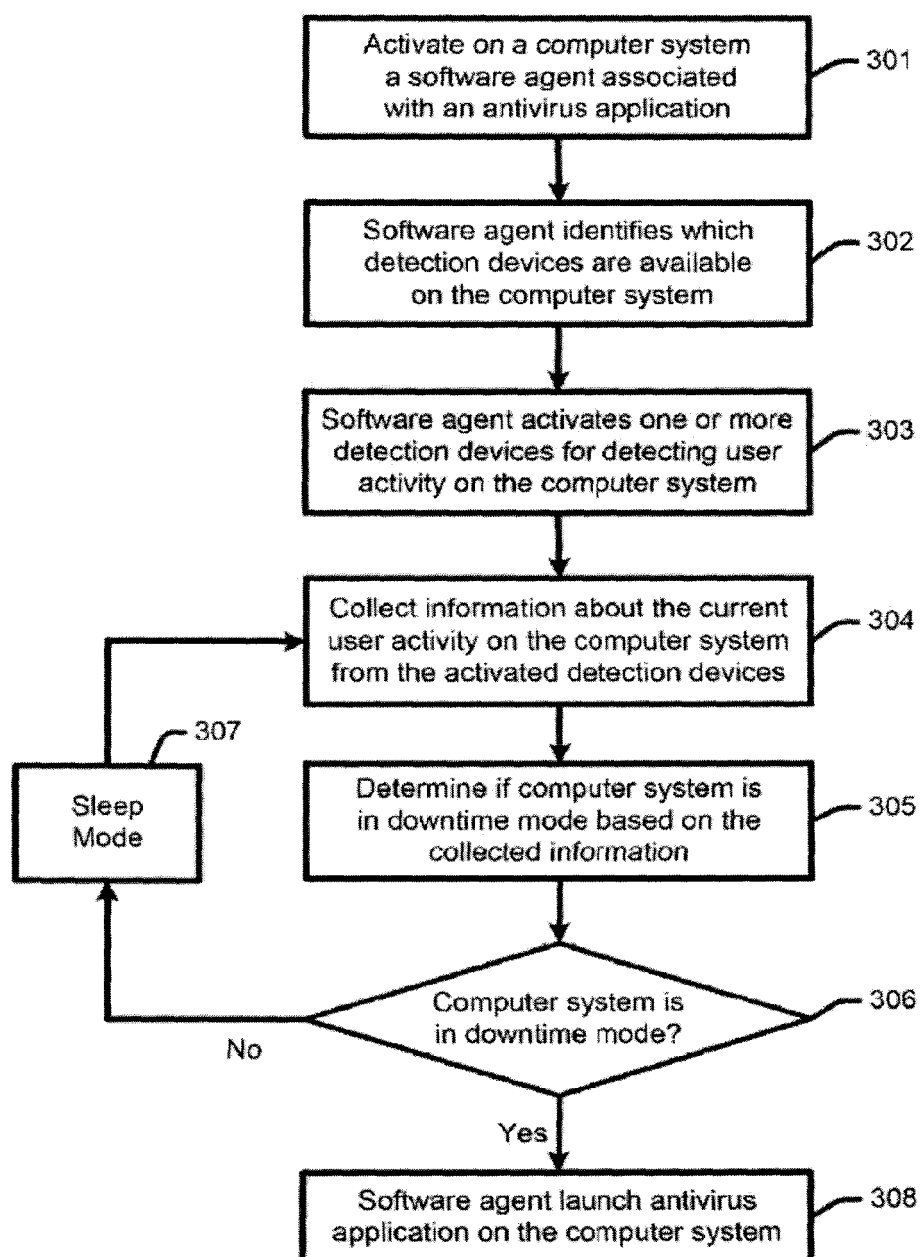 Activate on a computer system
a software agent associated
with an antivirus application
301
Software agent identifies which
detection devices are available
on the computer system
302
Software agent activates one or more
detection devices for detecting user
activity on the computer system
303
Collect information about the current
user activity on the computer system
from the activated detection devices
304
307
Sleep
Mode
Determine if computer system is
in downtime mode based on the
collected information
305
Computer system is
in downtime mode?
306
No
Yes
Software agent launch antivirus
application on the computer system
308